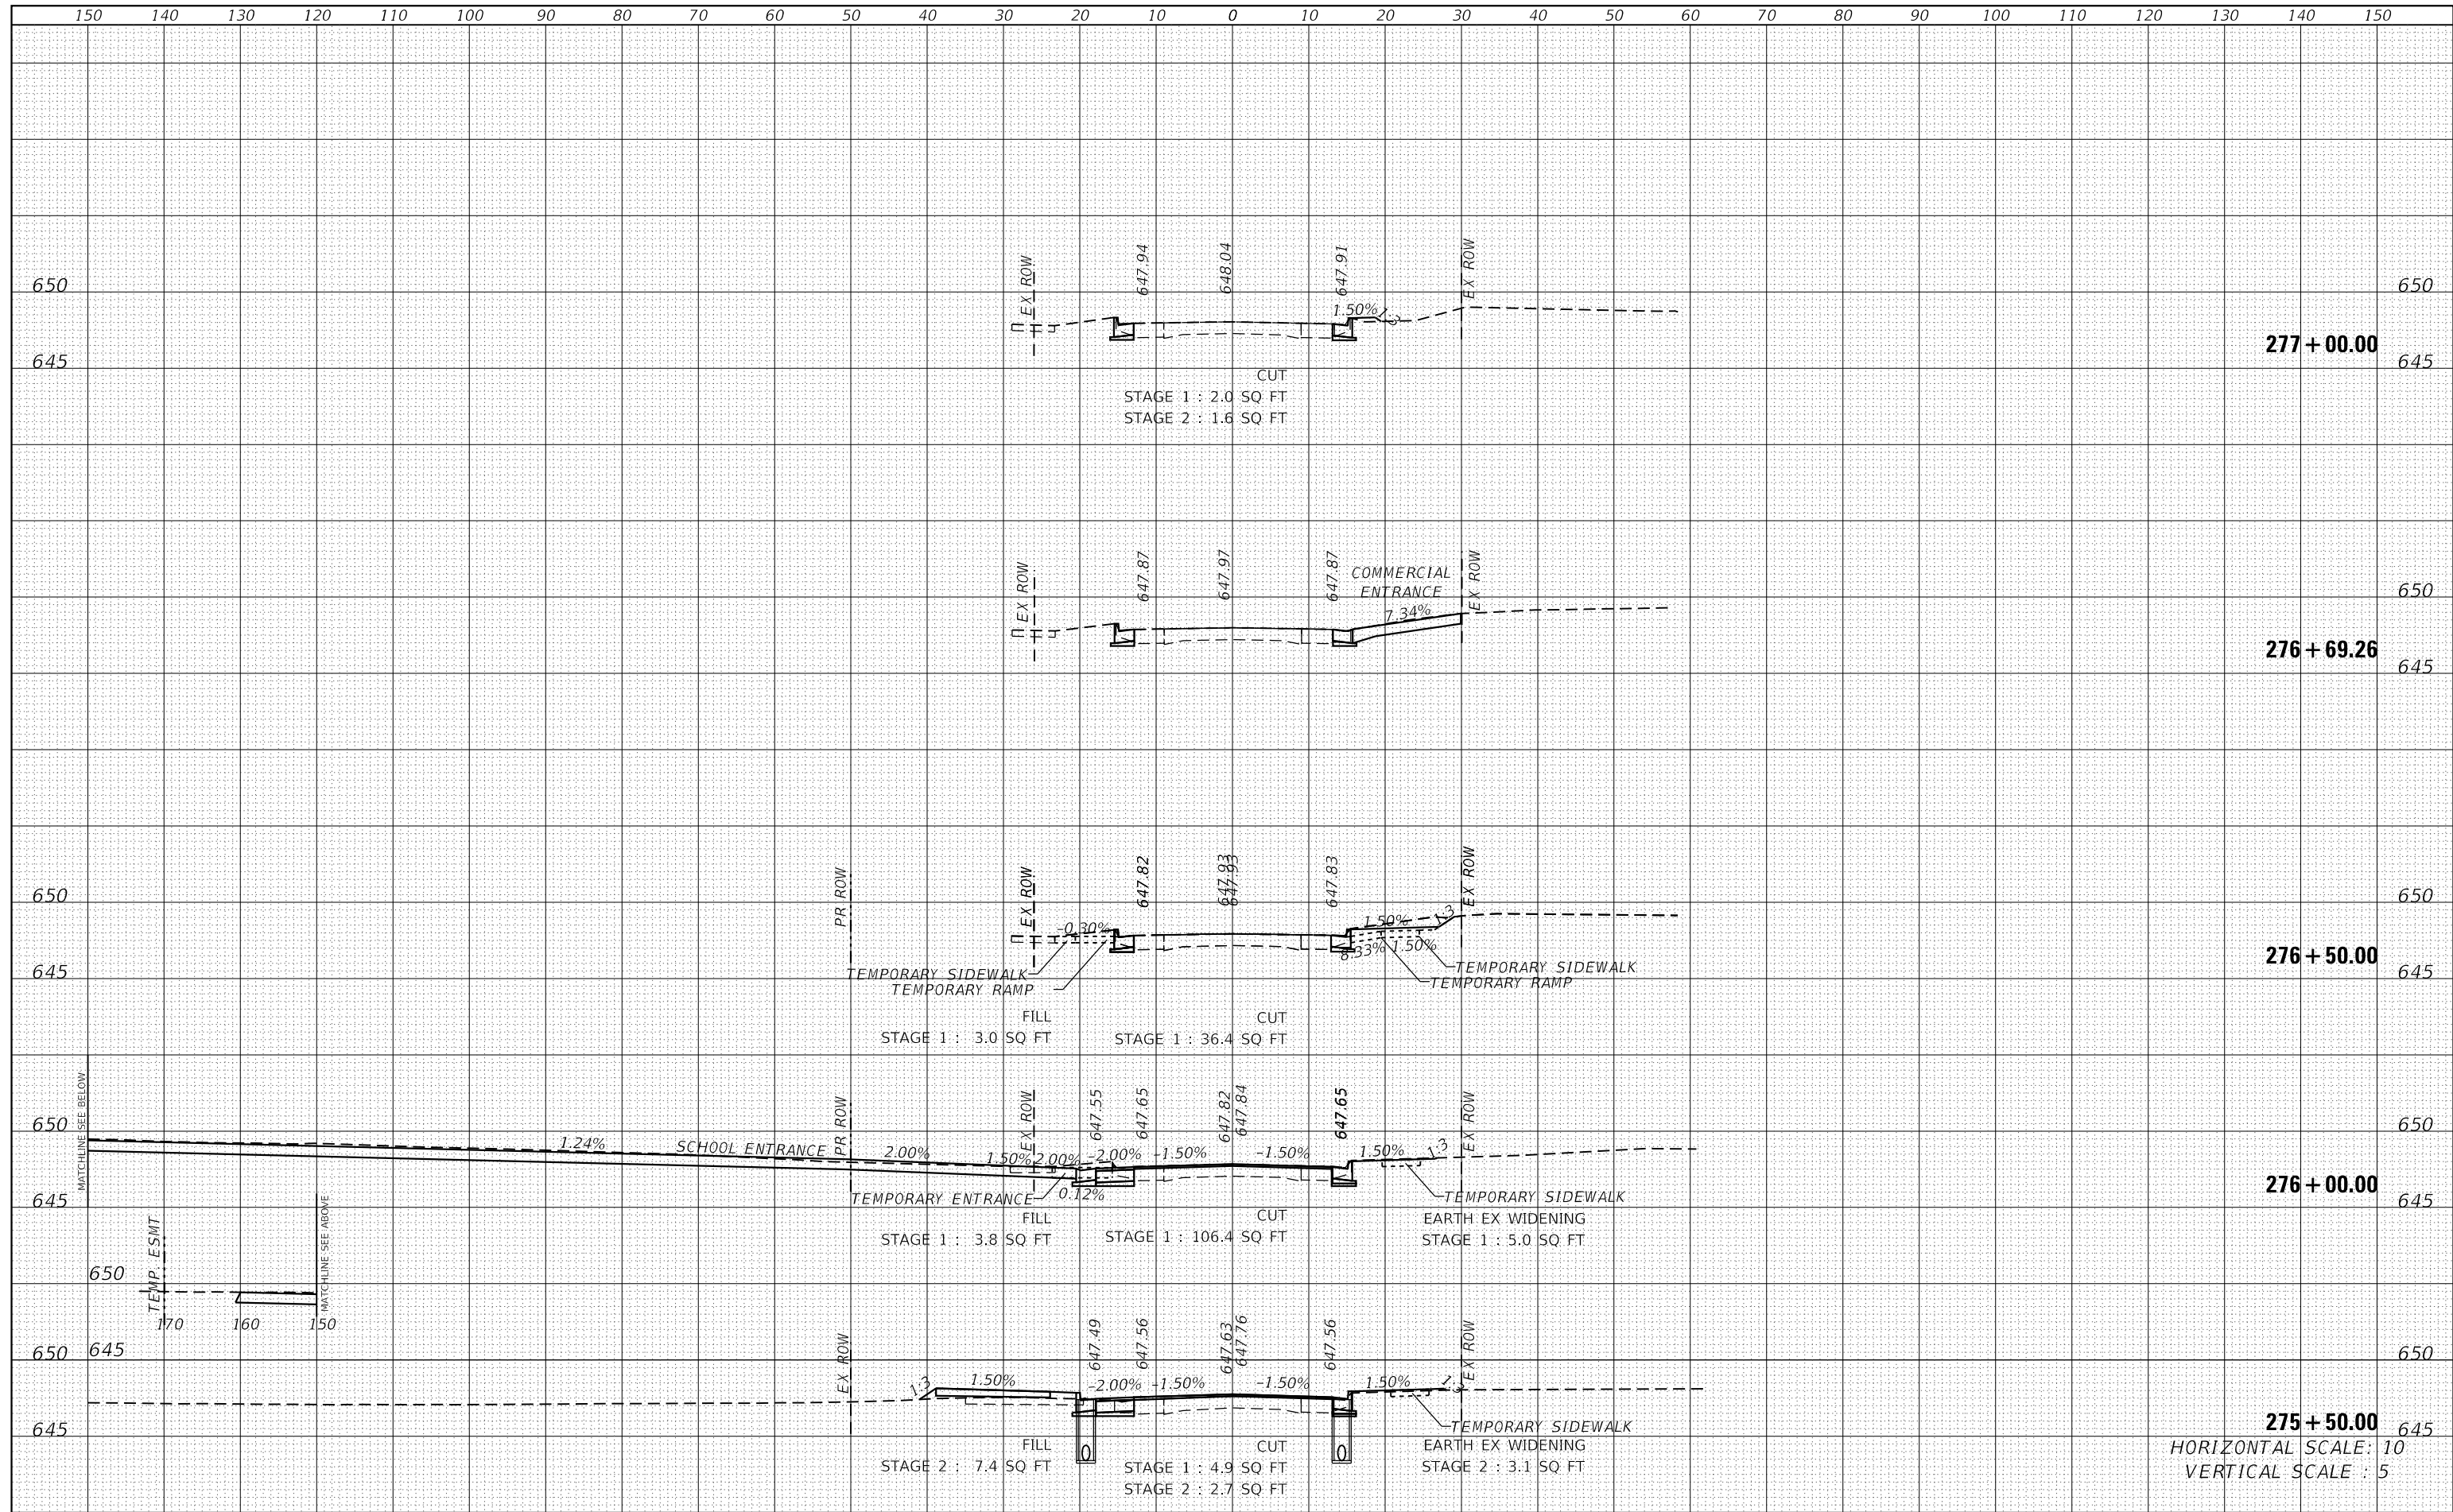 150 140 130 120 110 100 90 80 70 60 50 40 30 20 10 0 10 20 30 40 50 60 70 80 90 100 110 120 130 140 150
EX ROW
647.94
648.04
647.91
EX ROW
650
1.50%
1:3
650
277+00.00
645
645
CUT
STAGE 1 : 2.0 SQ FT
STAGE 2 : 1.6 SQ FT
EX ROW
647.87
647.97
647.87
COMMERCIAL
ENTRANCE
7.34%
EX ROW
650
650
276+69.26
645
645
PR ROW
EX ROW
647.82
647.93
647.93
647.83
EX ROW
650
650
-0.30%
1.50%
1:3
8.33%
1.50%
276+50.00
645
645
TEMPORARY SIDEWALK
TEMPORARY RAMP
TEMPORARY SIDEWALK
TEMPORARY RAMP
FILL
STAGE 1 : 3.0 SQ FT
CUT
STAGE 1 : 36.4 SQ FT
MATCHLINE SEE BELOW
PR ROW
EX ROW
647.55
647.65
647.82
647.84
647.65
EX ROW
650
650
1.24%
SCHOOL ENTRANCE
2.00%
1.50%
2.00%
-2.00%
-1.50%
-1.50%
1.50%
1:3
276+00.00
645
645
TEMPORARY ENTRANCE
0.12%
TEMPORARY SIDEWALK
FILL
STAGE 1 : 3.8 SQ FT
CUT
STAGE 1 : 106.4 SQ FT
EARTH EX WIDENING
STAGE 1 : 5.0 SQ FT
650
TEMP. ESMT
MATCHLINE SEE ABOVE
170 160 150
645
EX ROW
647.49
647.56
647.63
647.76
647.56
EX ROW
650
650
1:3
1.50%
-2.00%
-1.50%
-1.50%
1.50%
1:3
275+50.00
645
645
TEMPORARY SIDEWALK
FILL
STAGE 2 : 7.4 SQ FT
CUT
STAGE 1 : 4.9 SQ FT
STAGE 2 : 2.7 SQ FT
EARTH EX WIDENING
STAGE 2 : 3.1 SQ FT
HORIZONTAL SCALE: 10
VERTICAL SCALE : 5